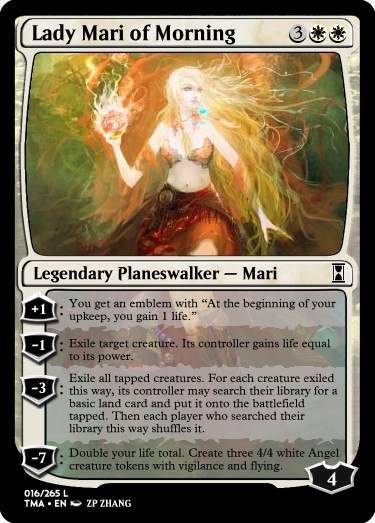 Lady Mari of Morning 3
Legendary Planeswalker — Mari
+1: You get an emblem with “At the beginning of your
upkeep, you gain 1 life.”
-1: Exile target creature. Its controller gains life equal
to its power.
-3: Exile all tapped creatures. For each creature exiled
this way, its controller may search their library for a
basic land card and put it onto the battlefield
tapped. Then each player who searched their
library this way shuffles it.
-7: Double your life total. Create three 4/4 white Angel
creature tokens with vigilance and flying.
4
016/265 L
TMA • EN ZP ZHANG